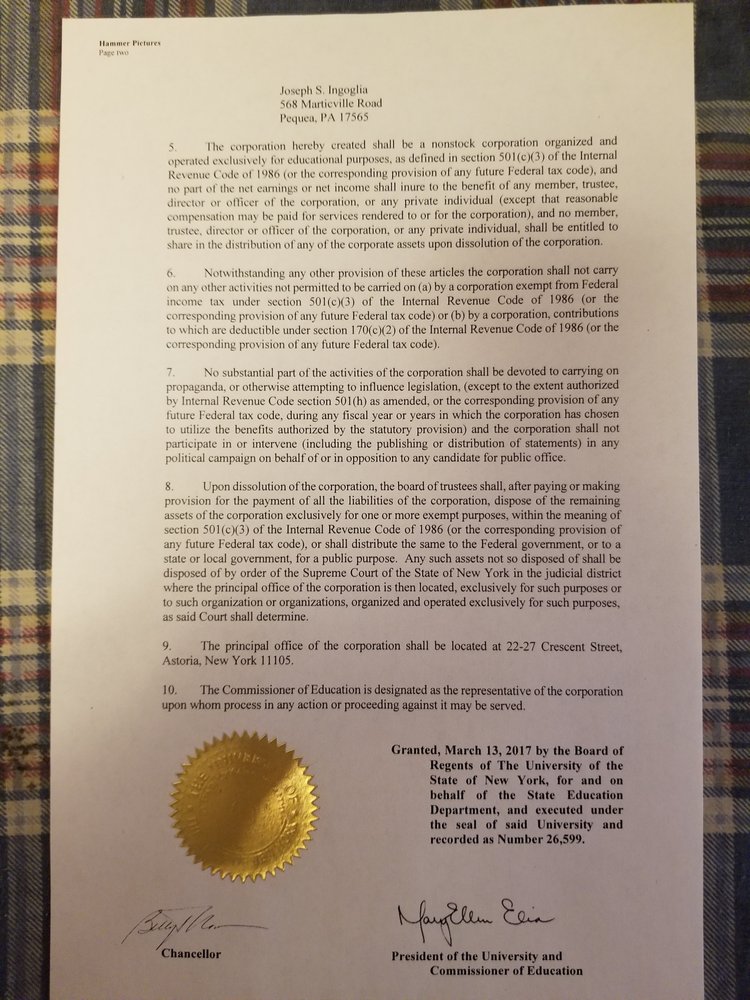 Hammer Pictures
Page two
Joseph S. Ingoglia
568 Marticville Road
Pequea, PA 17565
5. The corporation hereby created shall be a nonstock corporation organized and
operated exclusively for educational purposes, as defined in section 501(c)(3) of the Internal
Revenue Code of 1986 (or the corresponding provision of any future Federal tax code), and
no part of the net earnings or net income shall inure to the benefit of any member, trustee,
director or officer of the corporation, or any private individual (except that reasonable
compensation may be paid for services rendered to or for the corporation), and no member,
trustee, director or officer of the corporation, or any private individual, shall be entitled to
share in the distribution of any of the corporate assets upon dissolution of the corporation.
6. Notwithstanding any other provision of these articles the corporation shall not carry
on any other activities not permitted to be carried on (a) by a corporation exempt from Federal
income tax under section 501(c)(3) of the Internal Revenue Code of 1986 (or the
corresponding provision of any future Federal tax code) or (b) by a corporation, contributions
to which are deductible under section 170(c)(2) of the Internal Revenue Code of 1986 (or the
corresponding provision of any future Federal tax code).
7. No substantial part of the activities of the corporation shall be devoted to carrying on
propaganda, or otherwise attempting to influence legislation, (except to the extent authorized
by Internal Revenue Code section 501(h) as amended, or the corresponding provision of any
future Federal tax code, during any fiscal year or years in which the corporation has chosen
to utilize the benefits authorized by the statutory provision) and the corporation shall not
participate in or intervene (including the publishing or distribution of statements) in any
political campaign on behalf of or in opposition to any candidate for public office.
8. Upon dissolution of the corporation, the board of trustees shall, after paying or making
provision for the payment of all the liabilities of the corporation, dispose of the remaining
assets of the corporation exclusively for one or more exempt purposes, within the meaning of
section 501(c)(3) of the Internal Revenue Code of 1986 (or the corresponding provision of
any future Federal tax code), or shall distribute the same to the Federal government, or to a
state or local government, for a public purpose. Any such assets not so disposed of shall be
disposed of by order of the Supreme Court of the State of New York in the judicial district
where the principal office of the corporation is then located, exclusively for such purposes or
to such organization or organizations, organized and operated exclusively for such purposes,
as said Court shall determine.
9. The principal office of the corporation shall be located at 22-27 Crescent Street,
Astoria, New York 11105.
10. The Commissioner of Education is designated as the representative of the corporation
upon whom process in any action or proceeding against it may be served.
Granted, March 13, 2017 by the Board of
Regents of The University of the
State of New York, for and on
behalf of the State Education
Department, and executed under
the seal of said University and
recorded as Number 26,599.
MaryEllen Elia
Chancellor
President of the University and
Commissioner of Education